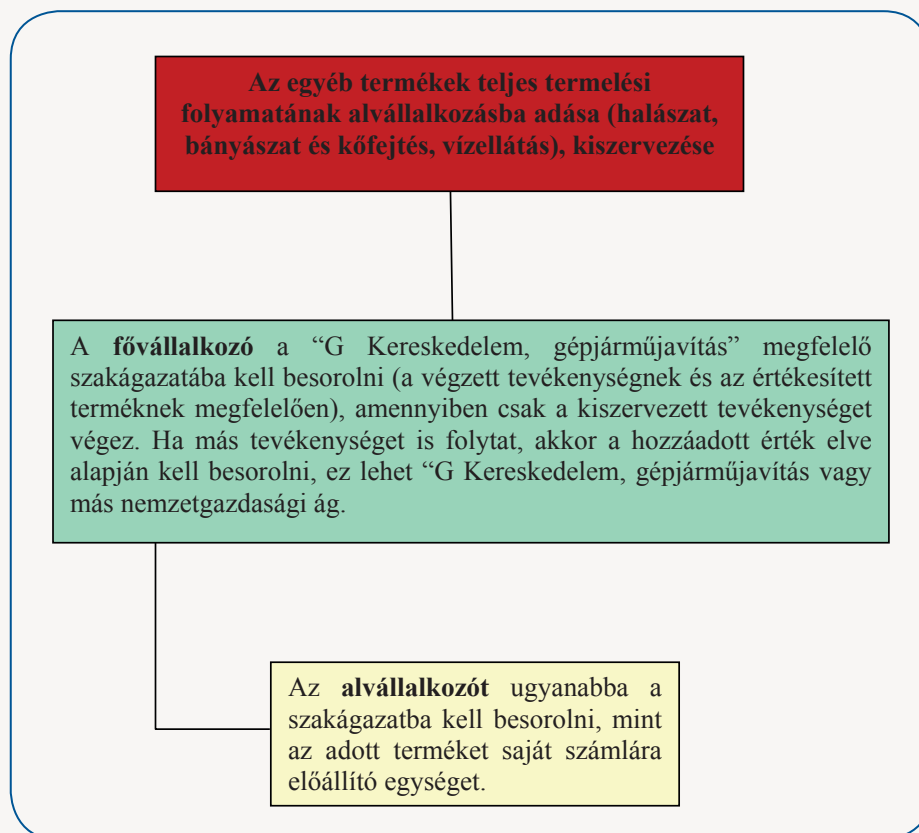 Az egyéb termékek teljes termelési
folyamatának alvállalkozásba adása (halászat,
bányászat és kőfejtés, vízellátás), kiszervezése
A fővállalkozó a “G Kereskedelem, gépjárműjavítás” megfelelő
szakágazatába kell besorolni (a végzett tevékenységnek és az értékesített
terméknek megfelelően), amennyiben csak a kiszervezett tevékenységet
végez. Ha más tevékenységet is folytat, akkor a hozzáadott érték elve
alapján kell besorolni, ez lehet “G Kereskedelem, gépjárműjavítás vagy
más nemzetgazdasági ág.
Az alvállalkozót ugyanabba a
szakágazatba kell besorolni, mint
az adott terméket saját számlára
előállító egységet.